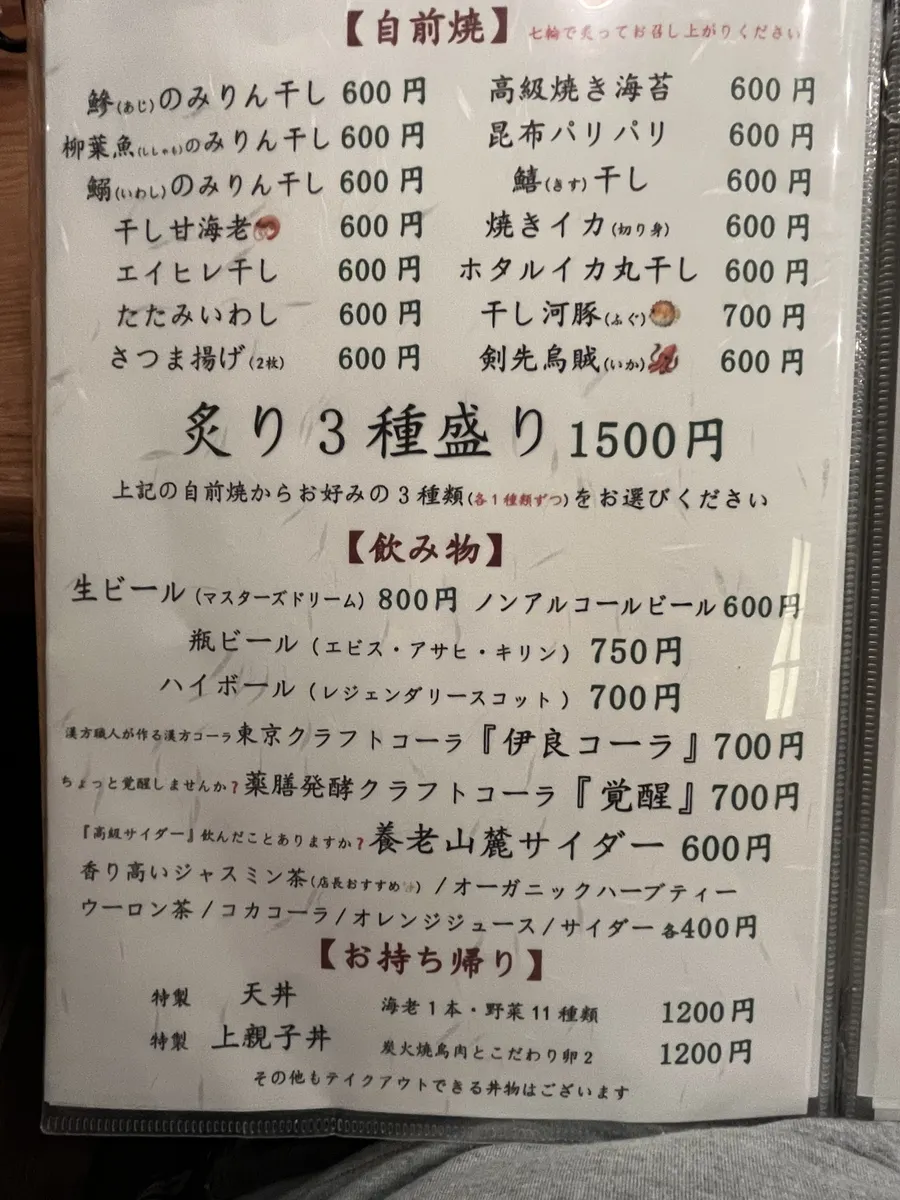 【自前焼】 七輪で炙ってお召し上がりください
鯵(あじ)のみりん干し 600円 高級焼き海苔 600円
柳葉魚(ししゃも)のみりん干し 600円 昆布パリパリ 600円
鰯(いわし)のみりん干し 600円 鱚(きす)干し 600円
干し甘海老 600円 焼きイカ(切り身) 600円
エイヒレ干し 600円 ホタルイカ丸干し 600円
たたみいわし 600円 干し河豚(ふぐ) 700円
さつま揚げ(2枚) 600円 剣先烏賊(いか) 600円
炙り3種盛り 1500円
上記の自前焼からお好みの3種類(各1種類ずつ)をお選びください
【飲み物】
生ビール(マスターズドリーム) 800円 ノンアルコールビール 600円
瓶ビール(エビス・アサヒ・キリン) 750円
ハイボール(レジェンダリースコット) 700円
漢方職人が作る漢方コーラ 東京クラフトコーラ『伊良コーラ』700円
ちょっと覚醒しませんか?薬膳発酵クラフトコーラ『覚醒』700円
『高級サイダー』飲んだことありますか?養老山麓サイダー 600円
香り高いジャスミン茶(店長おすすめ)/オーガニックハーブティー
ウーロン茶/コカコーラ/オレンジジュース/サイダー各400円
【お持ち帰り】
特製 天丼 海老1本・野菜11種類 1200円
特製 上親子丼 炭火焼鳥肉とこだわり卵2 1200円
その他もテイクアウトできる丼物はございます